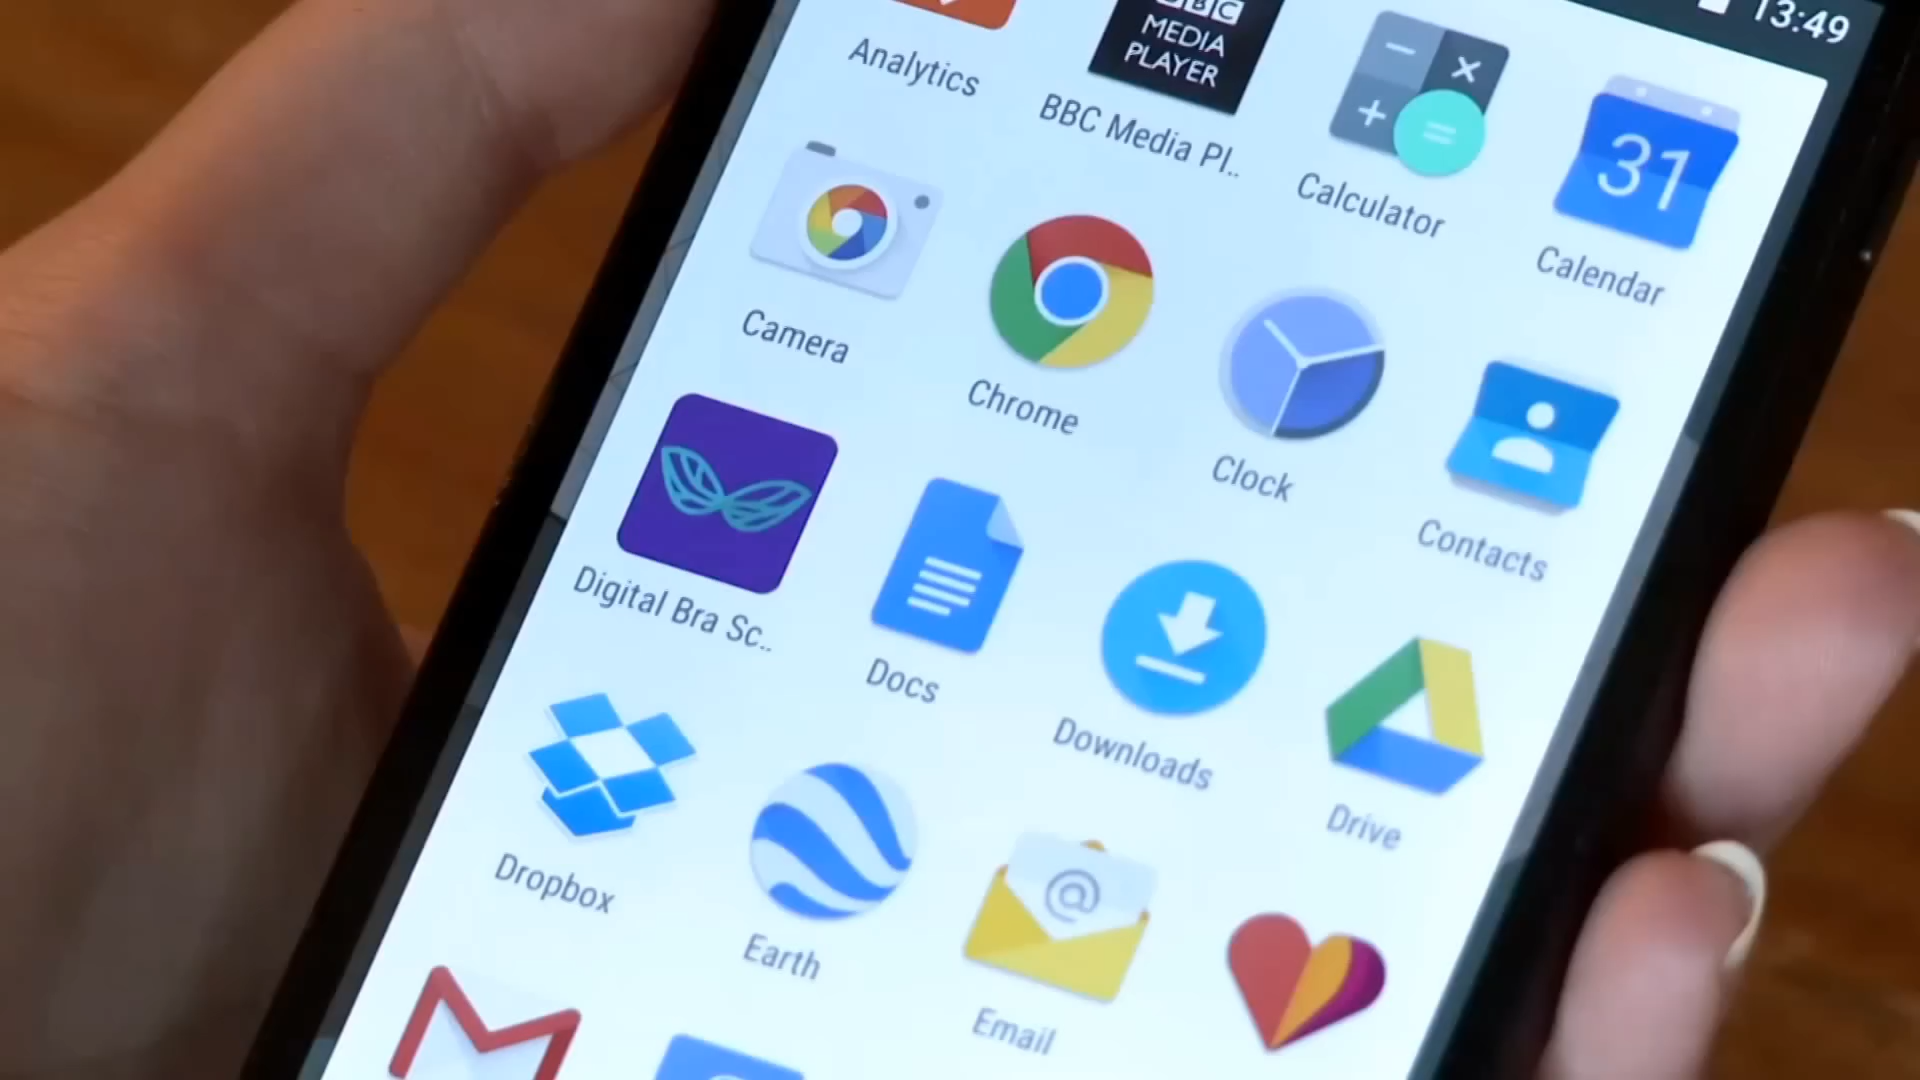 13:49
Analytics
BBC
MEDIA
PLAYER
BBC Media Pl..
Calculator
31
Calendar
Camera
Chrome
Clock
Contacts
Digital Bra Sc..
Docs
Downloads
Drive
Dropbox
Earth
@
Email